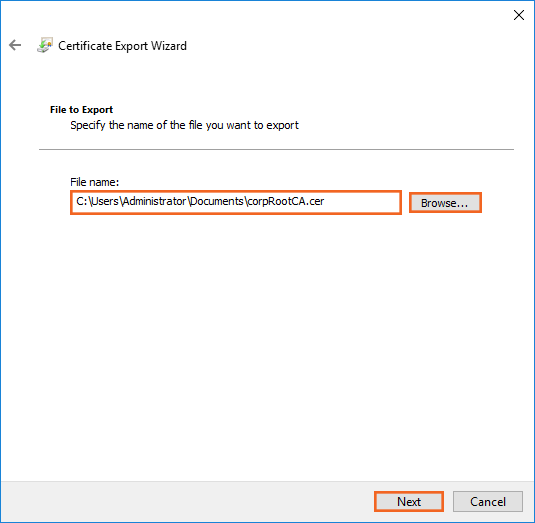 Certificate Export Wizard
File to Export
Specify the name of the file you want to export
File name:
C:\Users\Administrator\Documents\corpRootCA.cer
Browse...
Next
Cancel